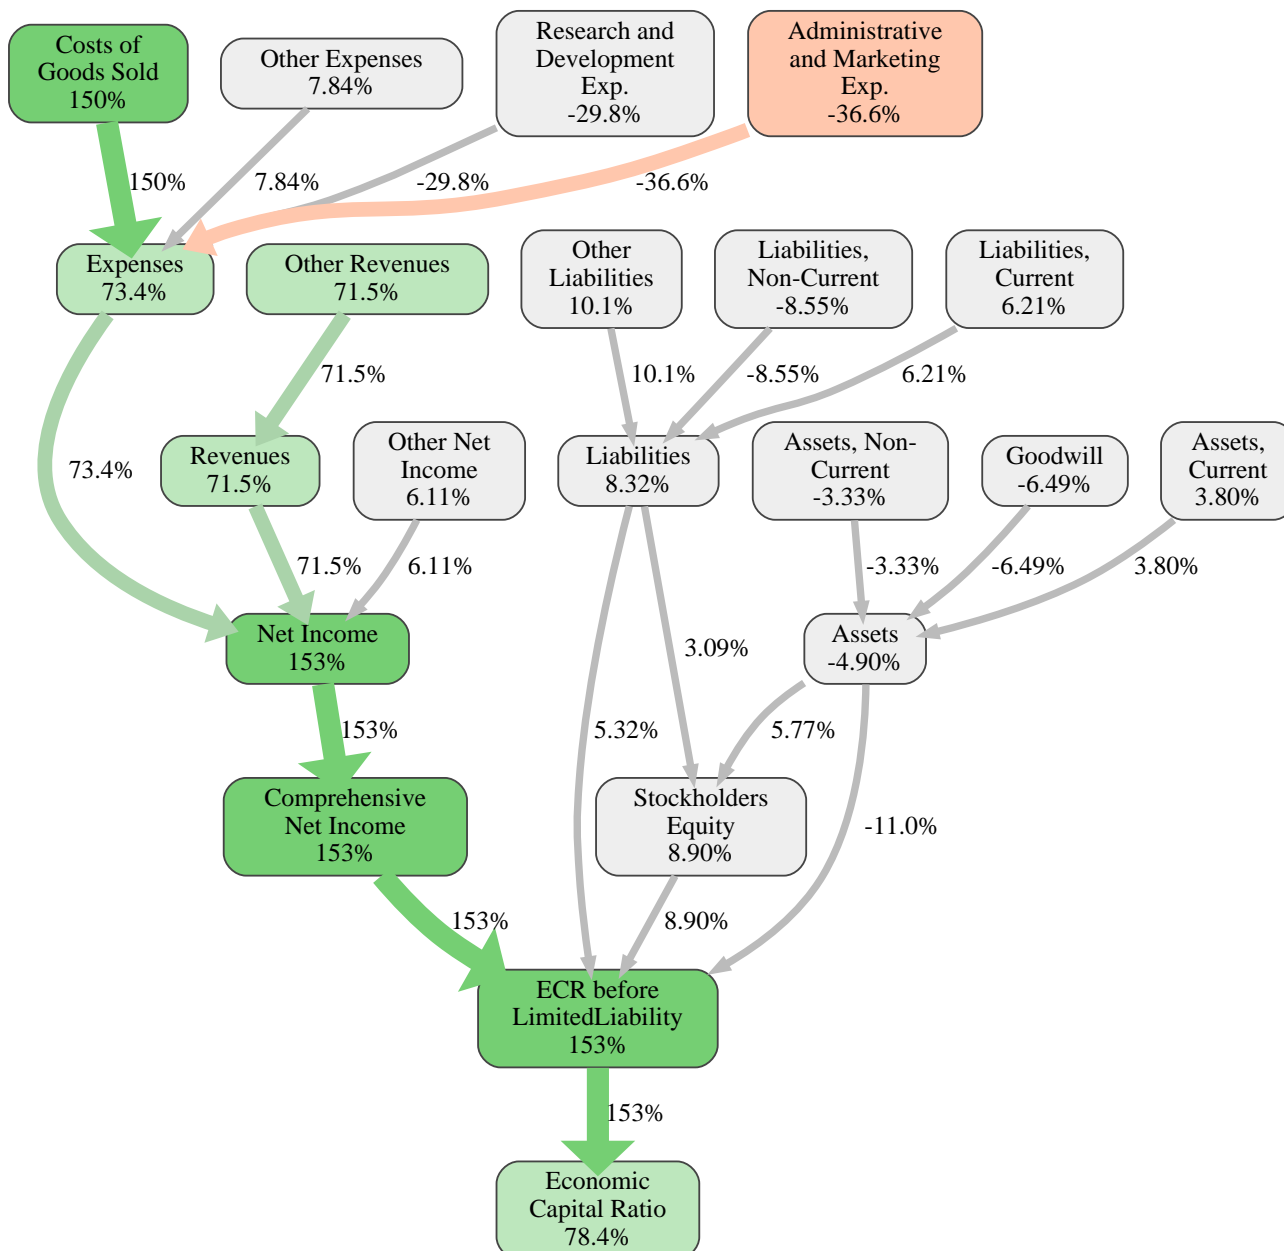 Costs of
Goods Sold
150%
Other Expenses
7.84%
Research and
Development
Exp.
-29.8%
Administrative
and Marketing
Exp.
-36.6%
150%
7.84%
-29.8%
-36.6%
Expenses
73.4%
Other Revenues
71.5%
Other
Liabilities
10.1%
Liabilities,
Non-Current
-8.55%
Liabilities,
Current
6.21%
71.5%
10.1%
-8.55%
6.21%
73.4%
Revenues
71.5%
Other Net
Income
6.11%
Liabilities
8.32%
Assets, Non-
Current
-3.33%
Goodwill
-6.49%
Assets,
Current
3.80%
71.5%
6.11%
-3.33%
-6.49%
3.80%
Net Income
153%
3.09%
Assets
-4.90%
153%
5.32%
5.77%
Comprehensive
Net Income
153%
Stockholders
Equity
8.90%
-11.0%
153%
8.90%
ECR before
LimitedLiability
153%
153%
Economic
Capital Ratio
78.4%